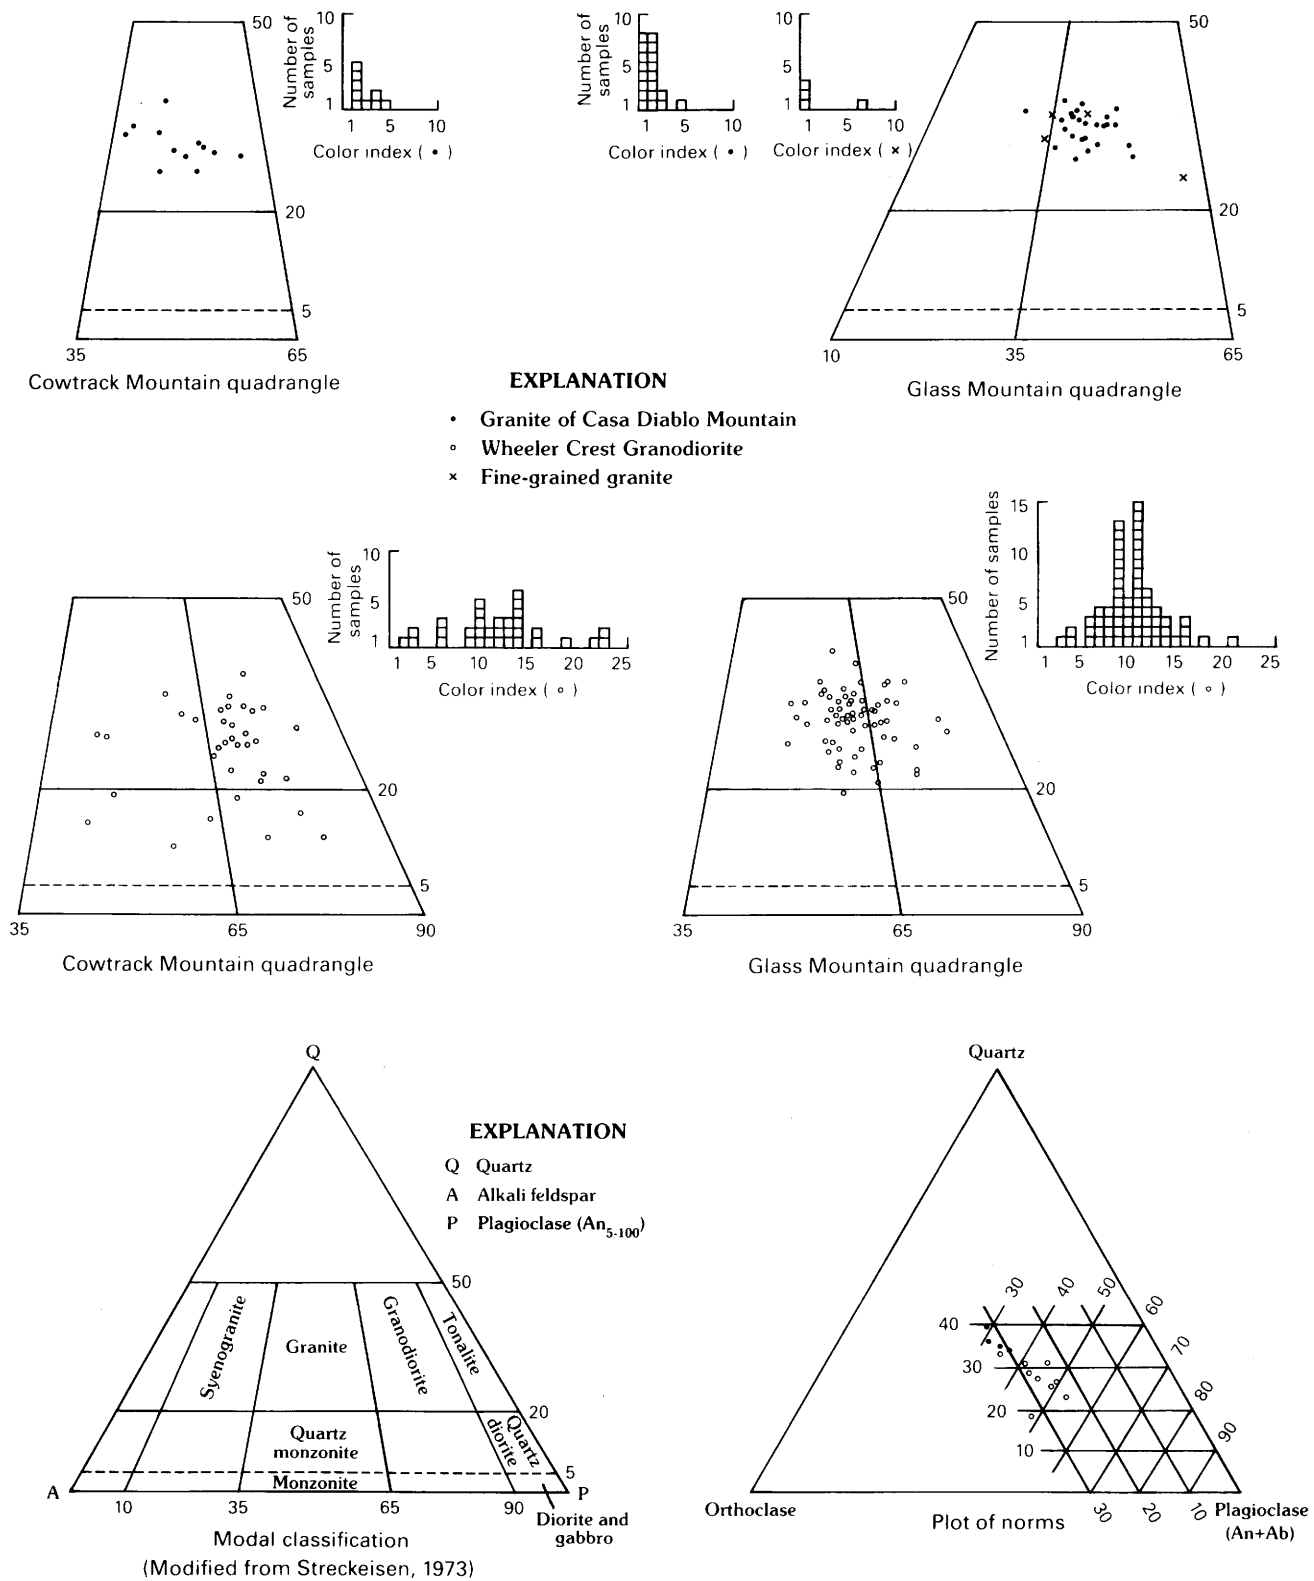 50
20
5
35 65
Cowtrack Mountain quadrangle
Number of samples
10
5
1
1 5 10
Color index ( • )
Number of samples
10
5
1
1 5 10
Color index ( • )
10
5
1
1 5 10
Color index ( × )
50
20
5
10 35 65
Glass Mountain quadrangle
EXPLANATION
• Granite of Casa Diablo Mountain
○ Wheeler Crest Granodiorite
× Fine-grained granite
50
20
5
35 65 90
Cowtrack Mountain quadrangle
Number of samples
10
5
1
1 5 10 15 20 25
Color index ( ○ )
50
20
5
35 65 90
Glass Mountain quadrangle
Number of samples
15
10
5
1
1 5 10 15 20 25
Color index ( ○ )
Q
50
Syenogranite
Granite
Granodiorite
Tonalite
20
Quartz monzonite
Quartz diorite
5
Monzonite
A P
10 35 65 90
Diorite and gabbro
Modal classification
(Modified from Streckeisen, 1973)
EXPLANATION
Q Quartz
A Alkali feldspar
P Plagioclase (An5-100)
Quartz
30 40 50 60
40
70
30
80
20
90
10
Orthoclase
30 20 10
Plagioclase
(An+Ab)
Plot of norms